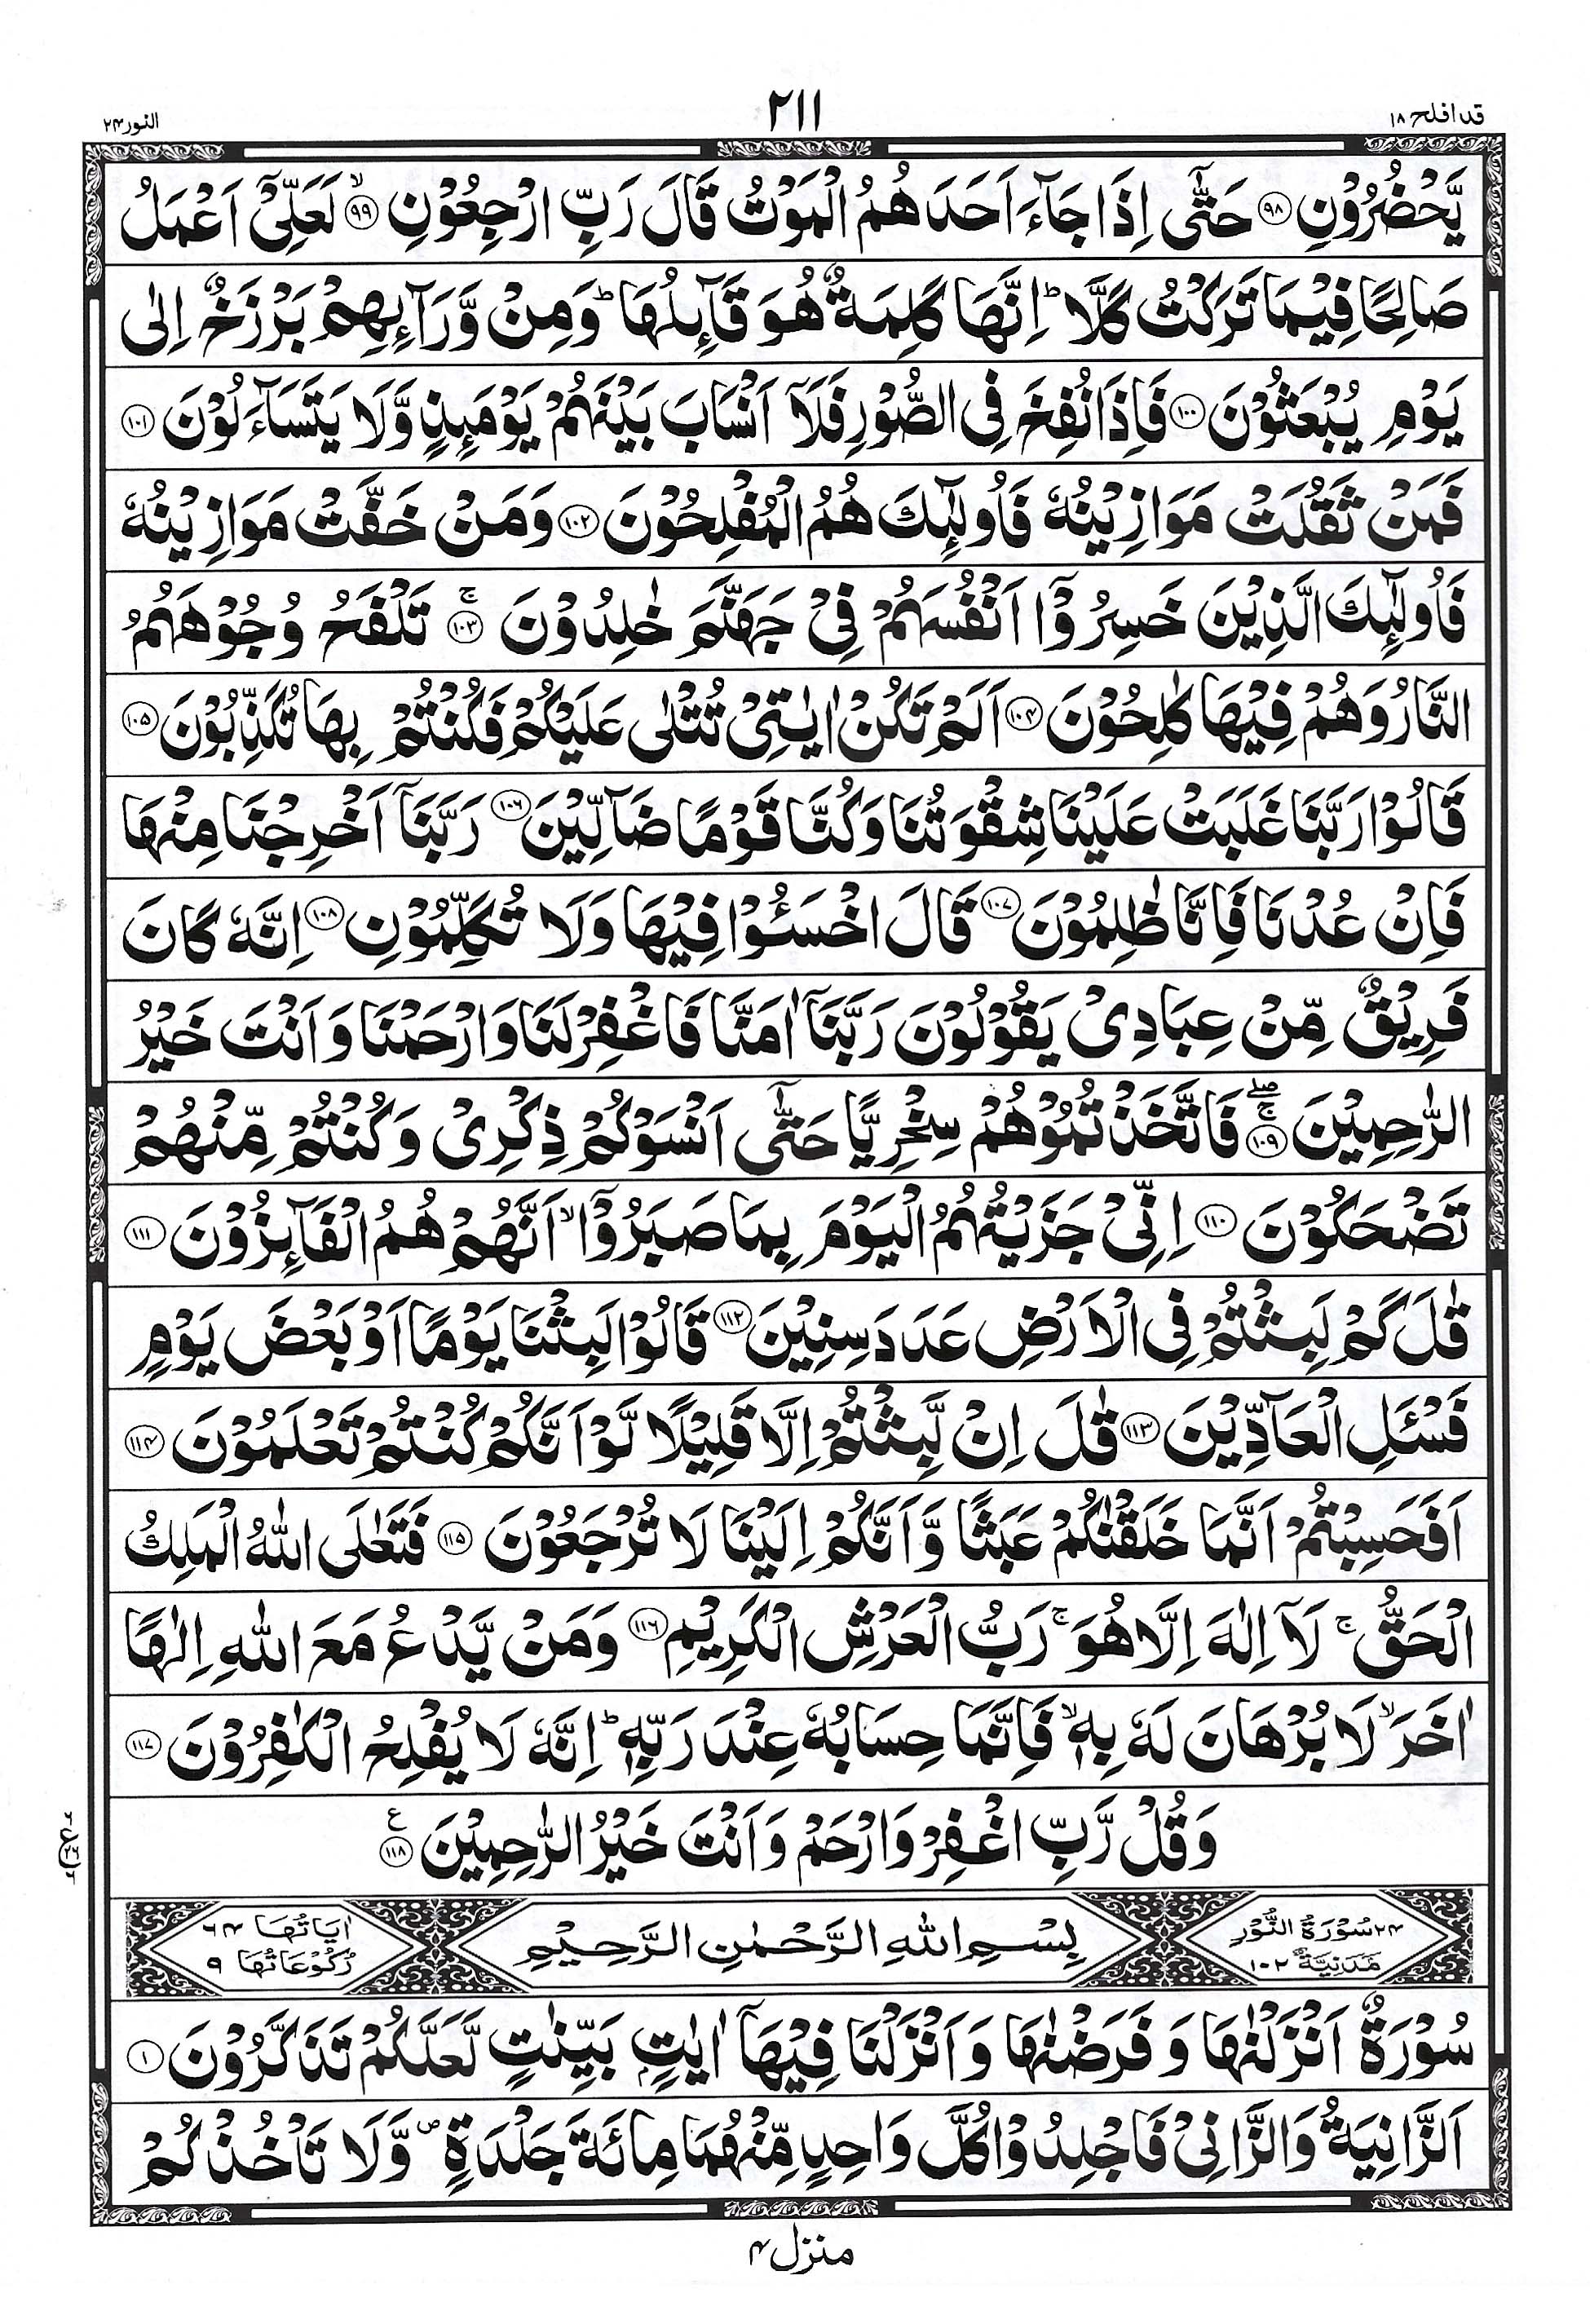 قد افلح ١٨
٢١١
النور ٢٤
يَّحْضُرُوْنِ ﴿٩٨﴾ حَتّٰٓى اِذَا جَآءَ اَحَدَهُمُ الْمَوْتُ قَالَ رَبِّ ارْجِعُوْنِ ﴿٩٩﴾ۙ لَعَلِّىْٓ اَعْمَلُ
صَالِحًا فِيْمَا تَرَكْتُ كَلَّا ؕ اِنَّهَا كَلِمَةٌ هُوَ قَآئِلُهَا ؕ وَمِنْ وَّرَآئِهِمْ بَرْزَخٌ اِلٰى
يَوْمِ يُبْعَثُوْنَ ﴿١٠٠﴾ فَاِذَا نُفِخَ فِى الصُّوْرِ فَلَآ اَنْسَابَ بَيْنَهُمْ يَوْمَئِذٍ وَّلَا يَتَسَآءَلُوْنَ ﴿١٠١﴾
فَمَنْ ثَقُلَتْ مَوَازِيْنُهٗ فَاُولٰٓئِكَ هُمُ الْمُفْلِحُوْنَ ﴿١٠٢﴾ وَمَنْ خَفَّتْ مَوَازِيْنُهٗ
فَاُولٰٓئِكَ الَّذِيْنَ خَسِرُوْٓا اَنْفُسَهُمْ فِىْ جَهَنَّمَ خٰلِدُوْنَ ﴿١٠٣﴾ۚ تَلْفَحُ وُجُوْهَهُمُ
النَّارُ وَهُمْ فِيْهَا كٰلِحُوْنَ ﴿١٠٤﴾ اَلَمْ تَكُنْ اٰيٰتِىْ تُتْلٰى عَلَيْكُمْ فَكُنْتُمْ بِهَا تُكَذِّبُوْنَ ﴿١٠٥﴾
قَالُوْا رَبَّنَا غَلَبَتْ عَلَيْنَا شِقْوَتُنَا وَكُنَّا قَوْمًا ضَآلِّيْنَ ﴿١٠٦﴾ رَبَّنَآ اَخْرِجْنَا مِنْهَا
فَاِنْ عُدْنَا فَاِنَّا ظٰلِمُوْنَ ﴿١٠٧﴾ قَالَ اخْسَئُوْا فِيْهَا وَلَا تُكَلِّمُوْنِ ﴿١٠٨﴾ اِنَّهٗ كَانَ
فَرِيْقٌ مِّنْ عِبَادِىْ يَقُوْلُوْنَ رَبَّنَآ اٰمَنَّا فَاغْفِرْلَنَا وَارْحَمْنَا وَاَنْتَ خَيْرُ
الرّٰحِمِيْنَ ﴿١٠٩﴾ۚۖ فَاتَّخَذْتُمُوْهُمْ سِخْرِيًّا حَتّٰٓى اَنْسَوْكُمْ ذِكْرِىْ وَكُنْتُمْ مِّنْهُمْ
تَضْحَكُوْنَ ﴿١١٠﴾ اِنِّىْ جَزَيْتُهُمُ الْيَوْمَ بِمَا صَبَرُوْٓا ۙ اَنَّهُمْ هُمُ الْفَآئِزُوْنَ ﴿١١١﴾
قٰلَ كَمْ لَبِثْتُمْ فِى الْاَرْضِ عَدَدَ سِنِيْنَ ﴿١١٢﴾ قَالُوْا لَبِثْنَا يَوْمًا اَوْ بَعْضَ يَوْمٍ
فَسْئَلِ الْعَآدِّيْنَ ﴿١١٣﴾ قٰلَ اِنْ لَّبِثْتُمْ اِلَّا قَلِيْلًا لَّوْ اَنَّكُمْ كُنْتُمْ تَعْلَمُوْنَ ﴿١١٤﴾
اَفَحَسِبْتُمْ اَنَّمَا خَلَقْنٰكُمْ عَبَثًا وَّاَنَّكُمْ اِلَيْنَا لَا تُرْجَعُوْنَ ﴿١١٥﴾ فَتَعٰلَى اللّٰهُ الْمَلِكُ
الْحَقُّ ۚ لَآ اِلٰهَ اِلَّا هُوَ ۚ رَبُّ الْعَرْشِ الْكَرِيْمِ ﴿١١٦﴾ وَمَنْ يَّدْعُ مَعَ اللّٰهِ اِلٰهًا
اٰخَرَ ۙ لَا بُرْهَانَ لَهٗ بِهٖ ۙ فَاِنَّمَا حِسَابُهٗ عِنْدَ رَبِّهٖ ؕ اِنَّهٗ لَا يُفْلِحُ الْكٰفِرُوْنَ ﴿١١٧﴾
وَقُلْ رَّبِّ اغْفِرْ وَارْحَمْ وَاَنْتَ خَيْرُ الرّٰحِمِيْنَ ﴿١١٨﴾ ع
٢٤ سُوْرَةُ النُّوْرِ مَدَنِيَّةٌ ١٠٢
بِسْمِ اللّٰهِ الرَّحْمٰنِ الرَّحِيْمِ
اٰيَاتُهَا ٦٤ رُكُوْعَاتُهَا ٩
سُوْرَةٌ اَنْزَلْنٰهَا وَ فَرَضْنٰهَا وَاَنْزَلْنَا فِيْهَآ اٰيٰتٍۭ بَيِّنٰتٍ لَّعَلَّكُمْ تَذَكَّرُوْنَ ﴿١﴾
اَلزَّانِيَةُ وَالزَّانِىْ فَاجْلِدُوْا كُلَّ وَاحِدٍ مِّنْهُمَا مِائَةَ جَلْدَةٍ ص وَّلَا تَاْخُذْكُمْ
منزل ٤